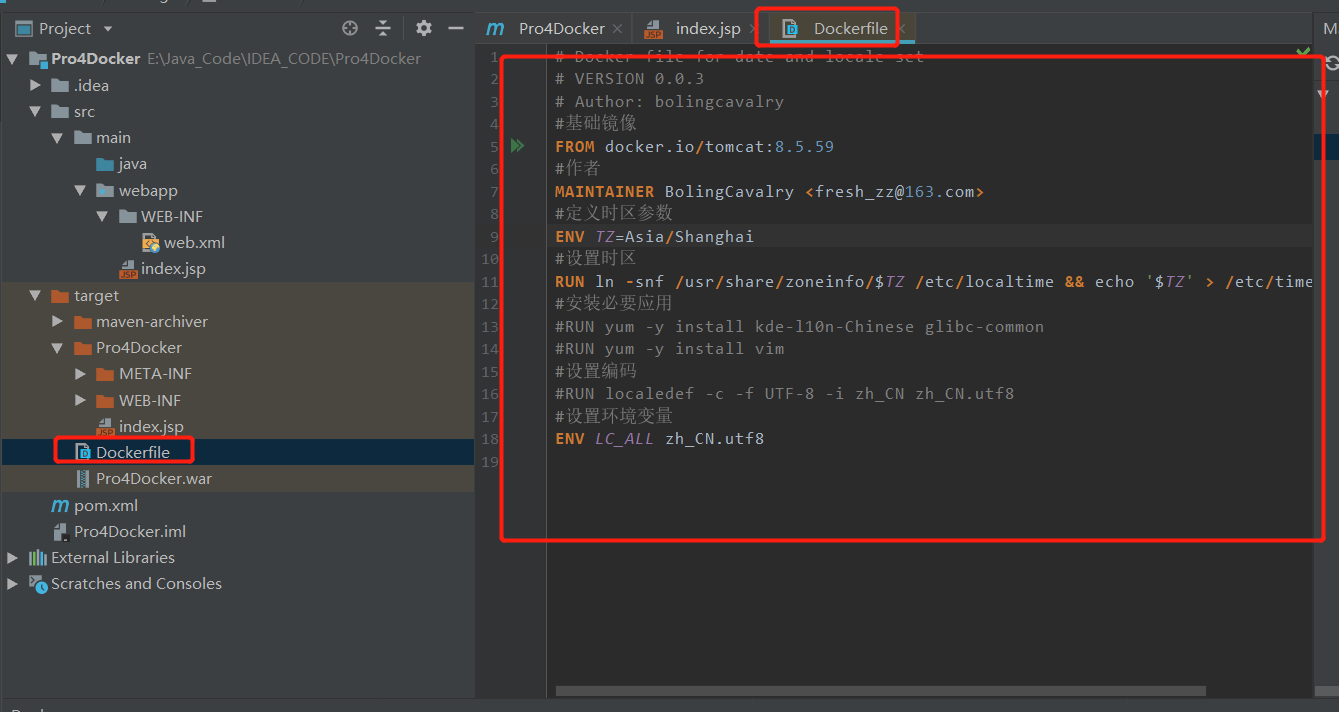 Project
Pro4Docker E:\Java_Code\IDEA_CODE\Pro4Docker
.idea
src
main
java
webapp
WEB-INF
web.xml
index.jsp
target
maven-archiver
Pro4Docker
META-INF
WEB-INF
index.jsp
Dockerfile
Pro4Docker.war
pom.xml
Pro4Docker.iml
External Libraries
Scratches and Consoles
Pro4Docker
index.jsp
Dockerfile
1 # Docker file for date and locale set
2 # VERSION 0.0.3
3 # Author: bolingcavalry
4 #基础镜像
5 FROM docker.io/tomcat:8.5.59
6 #作者
7 MAINTAINER BolingCavalry <fresh_zz@163.com>
8 #定义时区参数
9 ENV TZ=Asia/Shanghai
10 #设置时区
11 RUN ln -snf /usr/share/zoneinfo/$TZ /etc/localtime && echo '$TZ' > /etc/time
12 #安装必要应用
13 #RUN yum -y install kde-l10n-Chinese glibc-common
14 #RUN yum -y install vim
15 #设置编码
16 #RUN localedef -c -f UTF-8 -i zh_CN zh_CN.utf8
17 #设置环境变量
18 ENV LC_ALL zh_CN.utf8
19